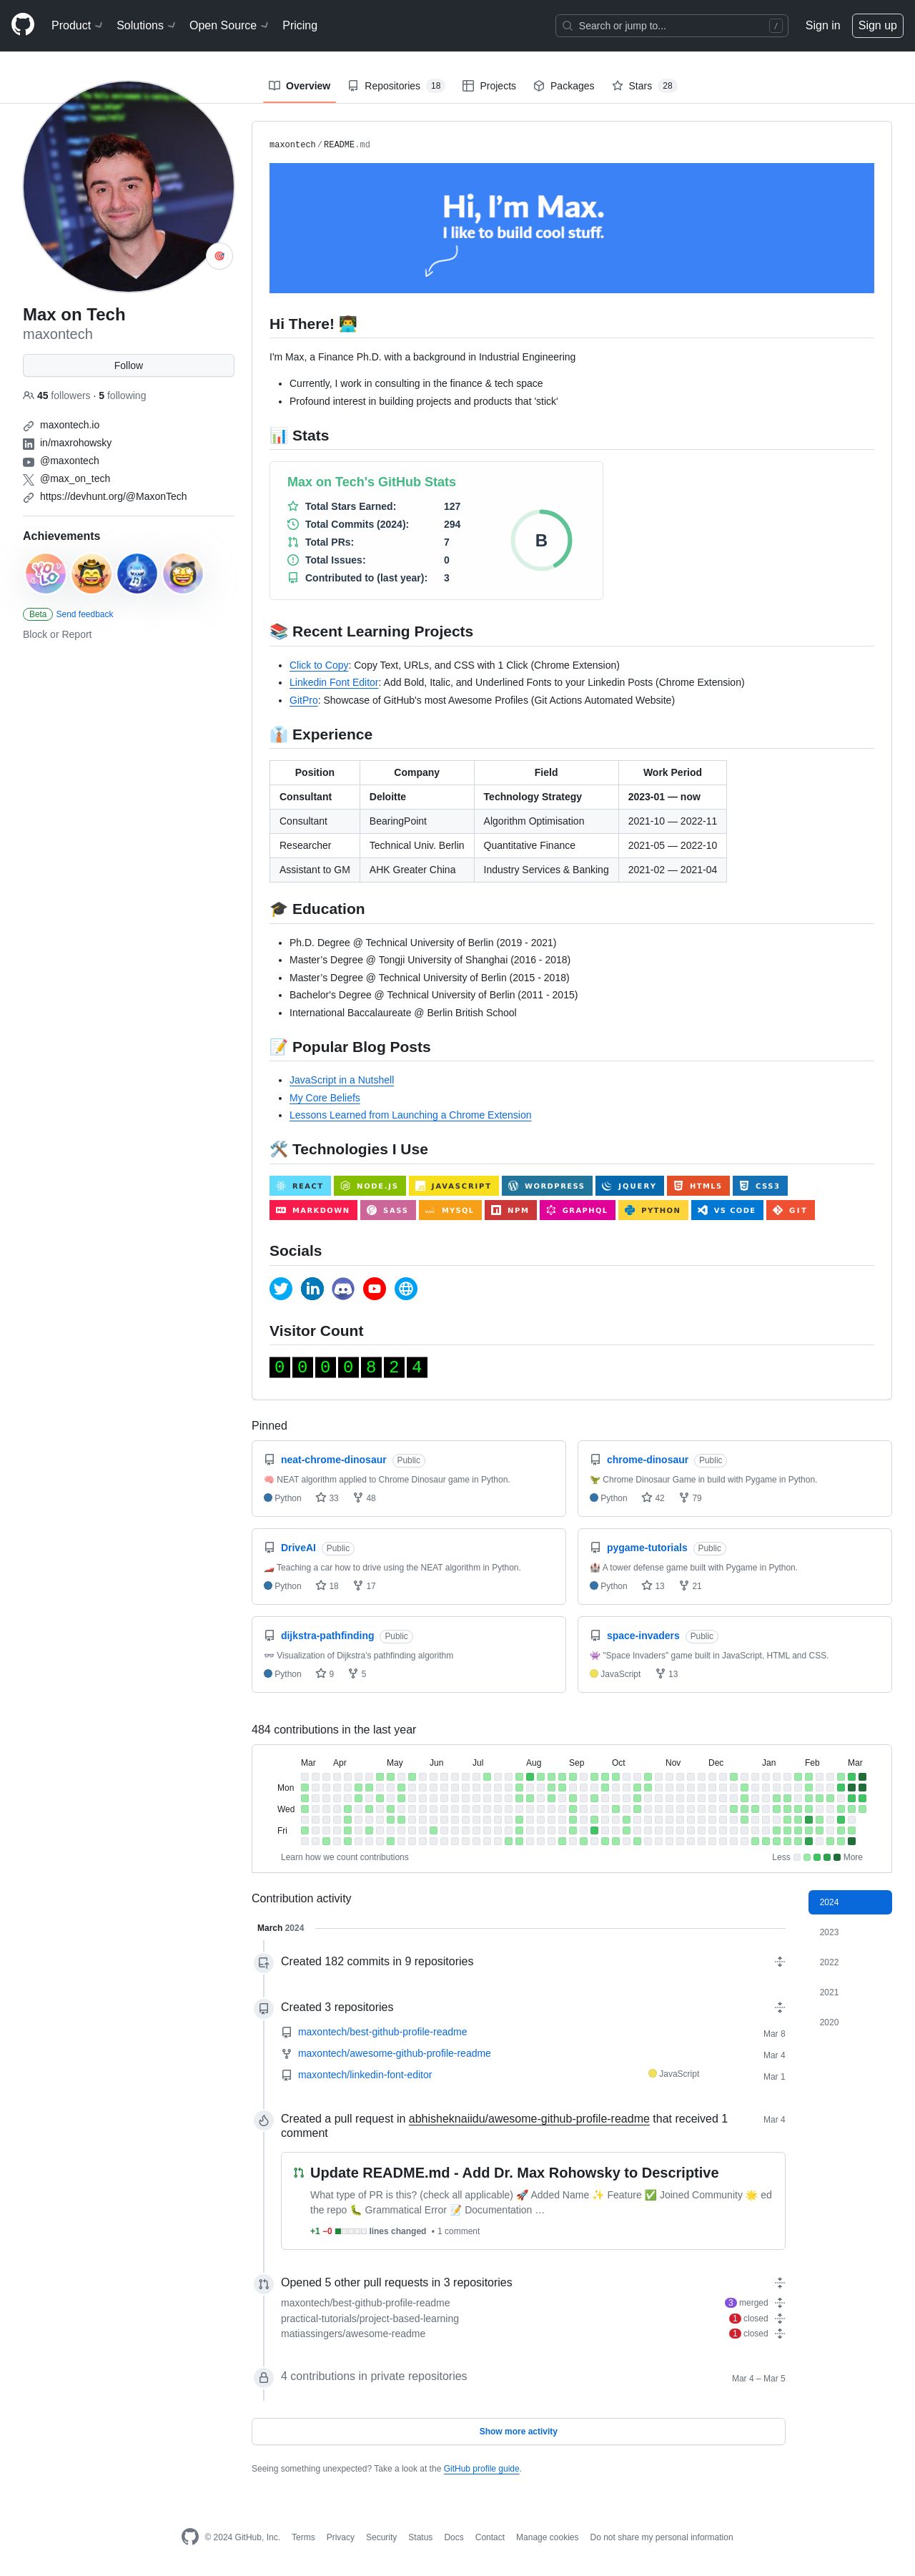 Product
Solutions
Open Source
Pricing
Search or jump to...
/
Sign in
Sign up
Overview
Repositories 18
Projects
Packages
Stars 28
Max on Tech
maxontech
Follow
45 followers · 5 following
maxontech.io
in/maxrohowsky
@maxontech
@max_on_tech
https://devhunt.org/@MaxonTech
Achievements
YOLO
Beta Send feedback
Block or Report
maxontech/README.md
Hi, I'm Max.
I like to build cool stuff.
Hi There! 👨‍💻
I'm Max, a Finance Ph.D. with a background in Industrial Engineering
• Currently, I work in consulting in the finance & tech space
• Profound interest in building projects and products that 'stick'
📊 Stats
Max on Tech's GitHub Stats
Total Stars Earned: 127
Total Commits (2024): 294
Total PRs: 7
Total Issues: 0
Contributed to (last year): 3
B
📚 Recent Learning Projects
• Click to Copy: Copy Text, URLs, and CSS with 1 Click (Chrome Extension)
• Linkedin Font Editor: Add Bold, Italic, and Underlined Fonts to your Linkedin Posts (Chrome Extension)
• GitPro: Showcase of GitHub's most Awesome Profiles (Git Actions Automated Website)
👔 Experience
Position Company Field Work Period
Consultant Deloitte Technology Strategy 2023-01 — now
Consultant BearingPoint Algorithm Optimisation 2021-10 — 2022-11
Researcher Technical Univ. Berlin Quantitative Finance 2021-05 — 2022-10
Assistant to GM AHK Greater China Industry Services & Banking 2021-02 — 2021-04
🎓 Education
• Ph.D. Degree @ Technical University of Berlin (2019 - 2021)
• Master's Degree @ Tongji University of Shanghai (2016 - 2018)
• Master's Degree @ Technical University of Berlin (2015 - 2018)
• Bachelor's Degree @ Technical University of Berlin (2011 - 2015)
• International Baccalaureate @ Berlin British School
📝 Popular Blog Posts
• JavaScript in a Nutshell
• My Core Beliefs
• Lessons Learned from Launching a Chrome Extension
🛠️ Technologies I Use
REACT NODE.JS JAVASCRIPT WORDPRESS JQUERY HTML5 CSS3
MARKDOWN SASS MYSQL NPM GRAPHQL PYTHON VS CODE GIT
Socials
Visitor Count
0000824
Pinned
neat-chrome-dinosaur Public
🧠 NEAT algorithm applied to Chrome Dinosaur game in Python.
Python 33 48
chrome-dinosaur Public
🦖 Chrome Dinosaur Game in build with Pygame in Python.
Python 42 79
DriveAI Public
🏎️ Teaching a car how to drive using the NEAT algorithm in Python.
Python 18 17
pygame-tutorials Public
🏰 A tower defense game built with Pygame in Python.
Python 13 21
dijkstra-pathfinding Public
👓 Visualization of Dijkstra's pathfinding algorithm
Python 9 5
space-invaders Public
👾 "Space Invaders" game built in JavaScript, HTML and CSS.
JavaScript 13
484 contributions in the last year
Mar Apr May Jun Jul Aug Sep Oct Nov Dec Jan Feb Mar
Mon
Wed
Fri
Learn how we count contributions
Less More
Contribution activity
2024
2023
2022
2021
2020
March 2024
Created 182 commits in 9 repositories
Created 3 repositories
maxontech/best-github-profile-readme Mar 8
maxontech/awesome-github-profile-readme Mar 4
maxontech/linkedin-font-editor JavaScript Mar 1
Created a pull request in abhisheknaiidu/awesome-github-profile-readme that received 1 Mar 4
comment
Update README.md - Add Dr. Max Rohowsky to Descriptive
What type of PR is this? (check all applicable) 🚀 Added Name ✨ Feature ✅ Joined Community 🌟 ed
the repo 🐛 Grammatical Error 📝 Documentation …
+1 −0 lines changed • 1 comment
Opened 5 other pull requests in 3 repositories
maxontech/best-github-profile-readme 3 merged
practical-tutorials/project-based-learning 1 closed
matiassingers/awesome-readme 1 closed
4 contributions in private repositories Mar 4 – Mar 5
Show more activity
Seeing something unexpected? Take a look at the GitHub profile guide.
© 2024 GitHub, Inc. Terms Privacy Security Status Docs Contact Manage cookies Do not share my personal information